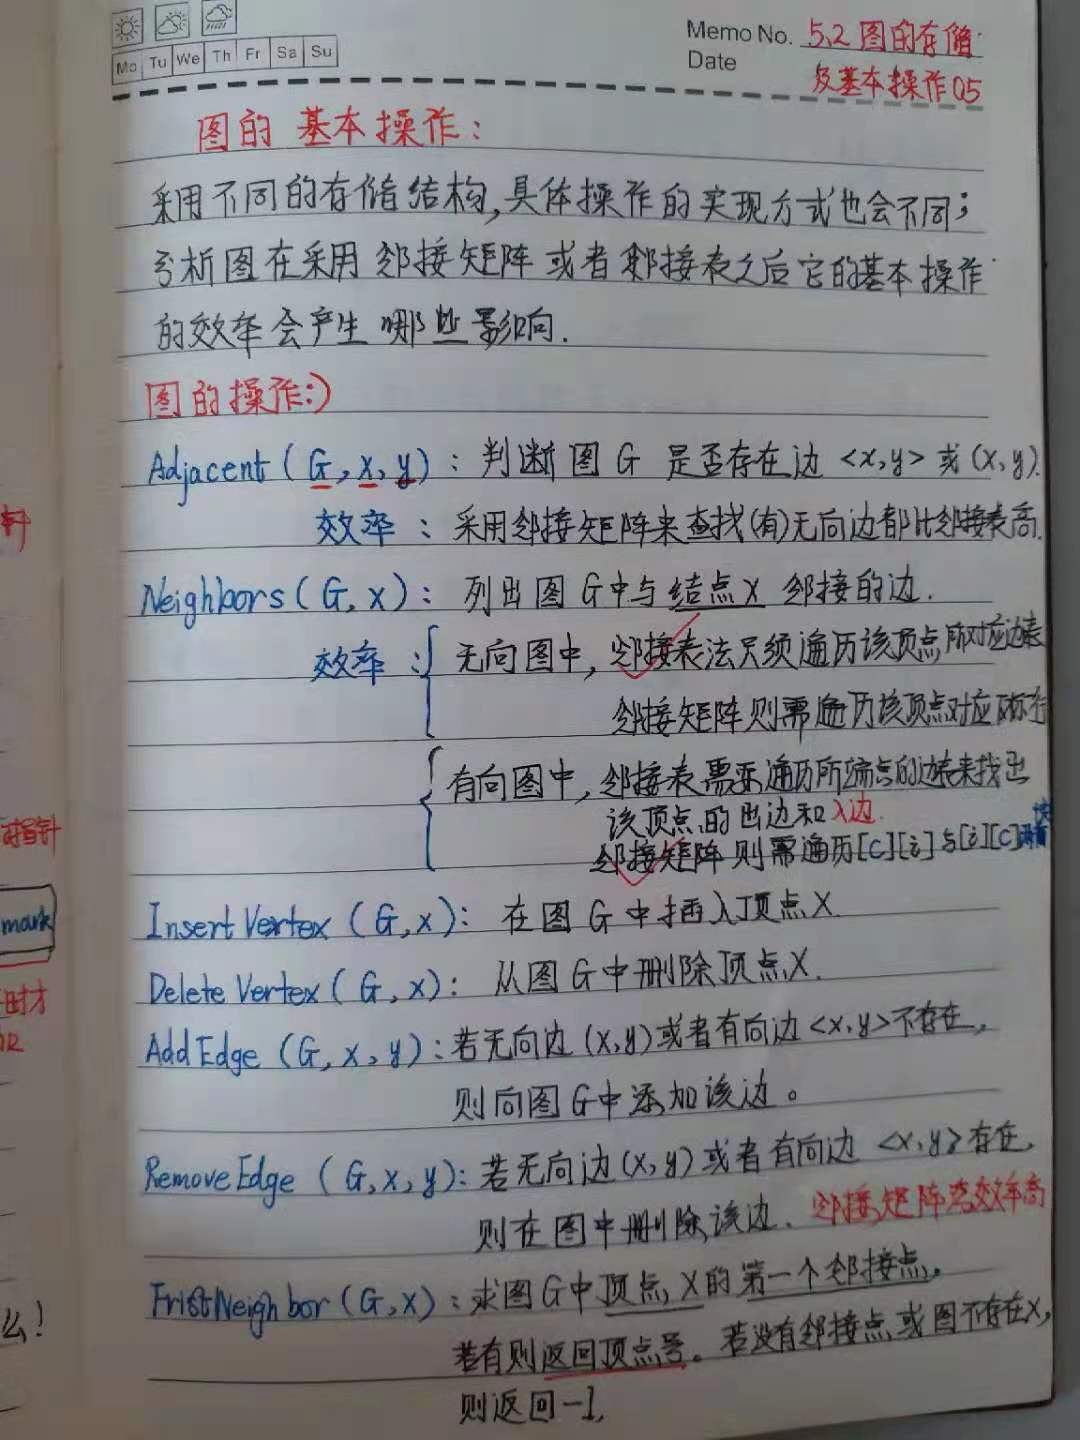 Memo No. 5.2 图的存储
Mo Tu We Th Fr Sa Su
Date
及基本操作 05
图的 基本操作:
采用不同的存储结构,具体操作的实现方式也会不同;
分析图在采用 邻接矩阵 或者 邻接表之后它的基本操作
的效率会产生 哪些影响.
图的操作:)
Adjacent ( G, x, y ) : 判断图 G 是否存在边 <x,y> 或 (x,y).
效率 : 采用邻接矩阵来查找(有)无向边都比邻接表高.
Neighbors ( G, x ) : 列出图 G中与结点X 邻接的边.
效率 : 无向图中, 邻接表法只须遍历该顶点所对应边表
邻接矩阵则需遍历该顶点对应
有向图中, 邻接表需要遍历所端点的边表来找出
该顶点的出边和入边.
邻接矩阵 则需遍历[C][i]与[i][C]
Insert Vertex ( G, x ) : 在图 G 中插入顶点X
Delete Vertex ( G, x ) : 从图 G中删除顶点X.
Add Edge ( G, x, y ) : 若无向边 (x,y)或者有向边<x,y>不存在,
则向图 G中添加该边。
Remove Edge ( G, x, y ) : 若无向边(x,y) 或者有向边 <x,y>存在,
则在图中删除该边. 邻接矩阵 效率高
FristNeighbor ( G, x ) : 求图 G中顶点 X的第一个邻接点。
若有则返回顶点号。若没有邻接点或图不存在X,
则返回 -1.
针
指针
mark
时才
么!